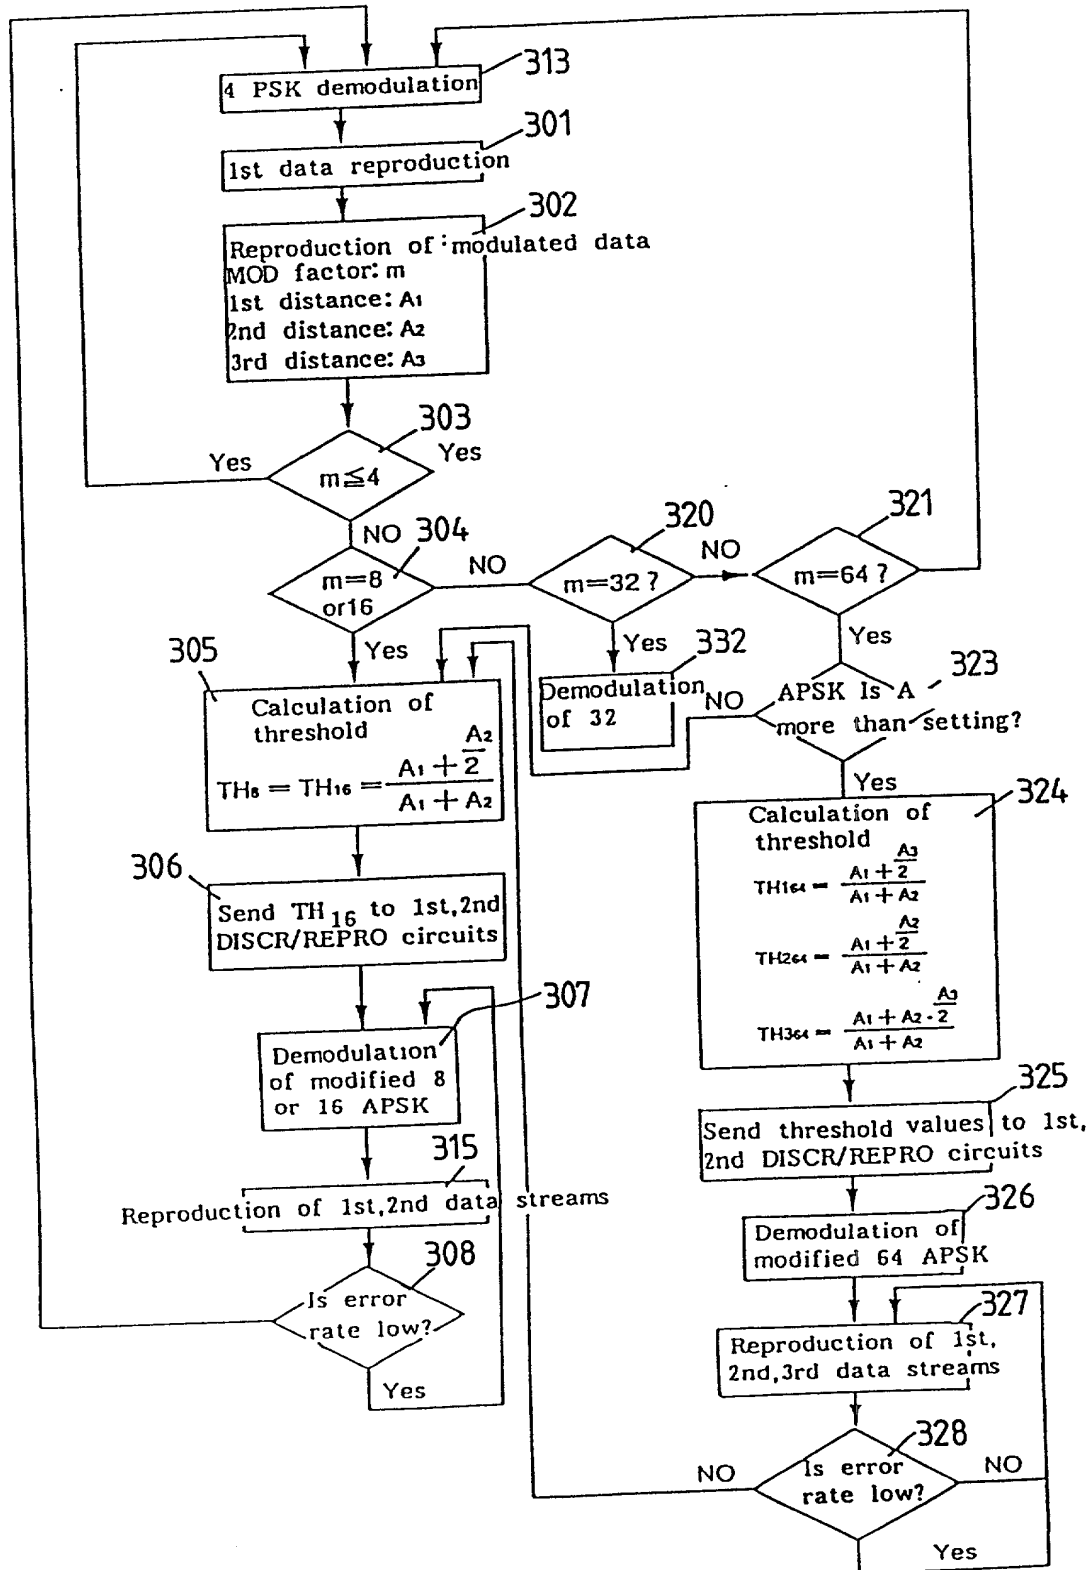 313
4 PSK demodulation
301
1st data reproduction
302
Reproduction of : modulated data
MOD factor: m
1st distance: A1
2nd distance: A2
3rd distance: A3
303
Yes
Yes
m≦4
NO
304
m=8
or16
NO
320
m=32 ?
NO
321
m=64 ?
Yes
Yes
Yes
305
Calculation of
threshold
TH8 = TH16 = (A1 + A2/2) / (A1 + A2)
332
Demodulation
of 32
NO
323
APSK Is A
more than setting?
Yes
324
Calculation of
threshold
TH164 = (A1 + A3/2) / (A1 + A2)
TH264 = (A1 + A2/2) / (A1 + A2)
TH364 = (A1 + A2 - A3/2) / (A1 + A2)
306
Send TH16 to 1st,2nd
DISCR/REPRO circuits
307
Demodulation
of modified 8
or 16 APSK
315
Reproduction of 1st,2nd data streams
308
Is error
rate low?
Yes
325
Send threshold values to 1st,
2nd DISCR/REPRO circuits
326
Demodulation of
modified 64 APSK
327
Reproduction of 1st,
2nd,3rd data streams
328
NO
Is error
rate low?
NO
Yes